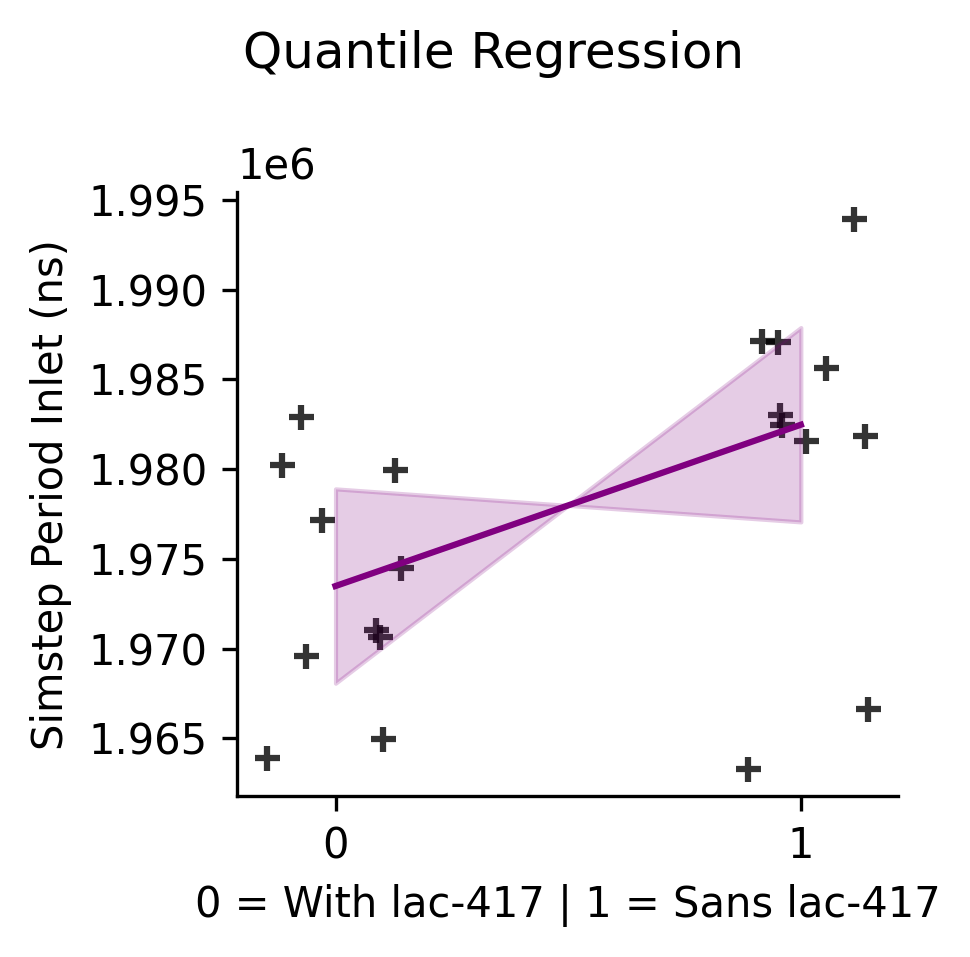 Quantile Regression
1e6
1.995
1.990
1.985
1.980
1.975
1.970
1.965
Simstep Period Inlet (ns)
0
1
0 = With lac-417 | 1 = Sans lac-417